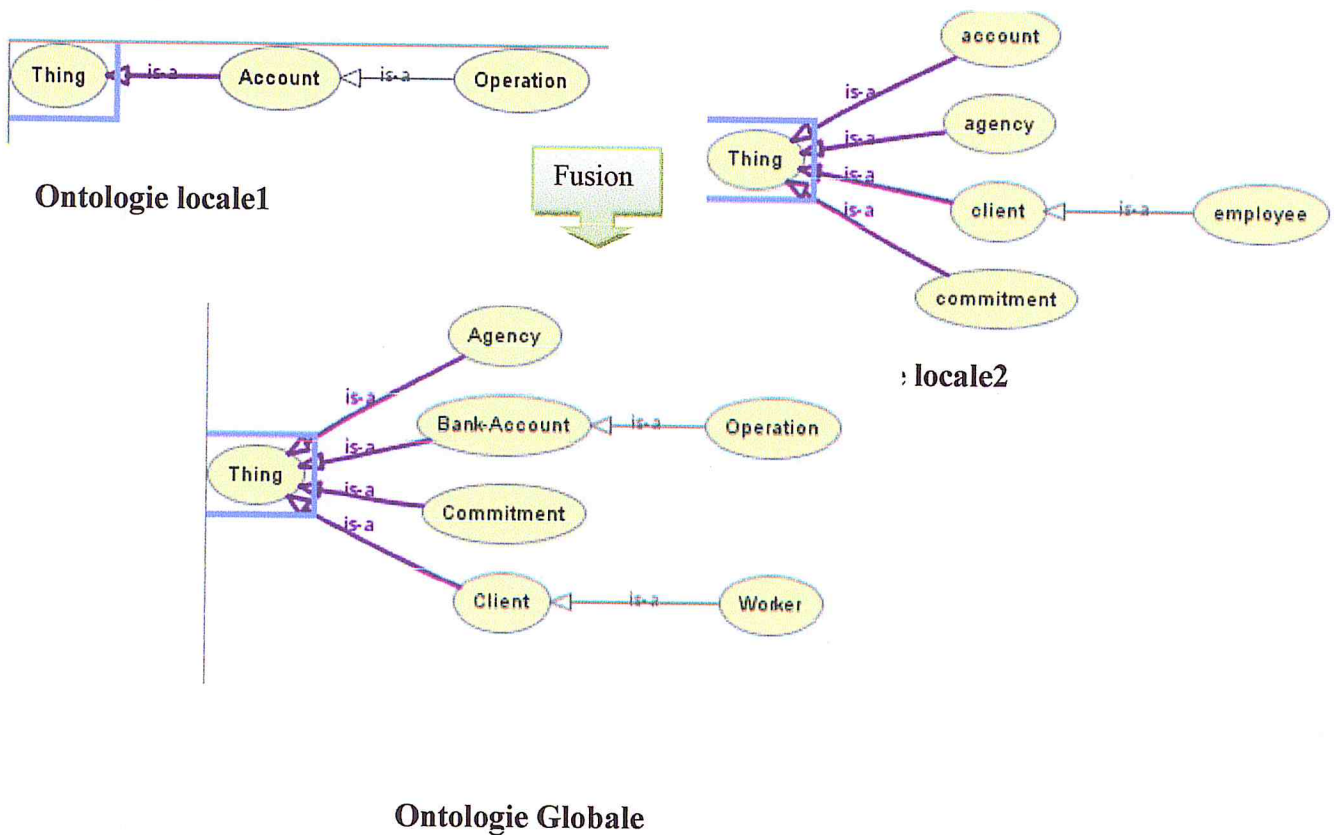 Thing
is-a
Account
is-a
Operation
Ontologie locale1
Fusion
account
is-a
agency
is-a
Thing
is-a
client
is-a
employee
is-a
commitment
: locale2
Agency
is-a
Bank-Account
is-a
Operation
is-a
Thing
is-a
Commitment
is-a
Client
is-a
Worker
Ontologie Globale